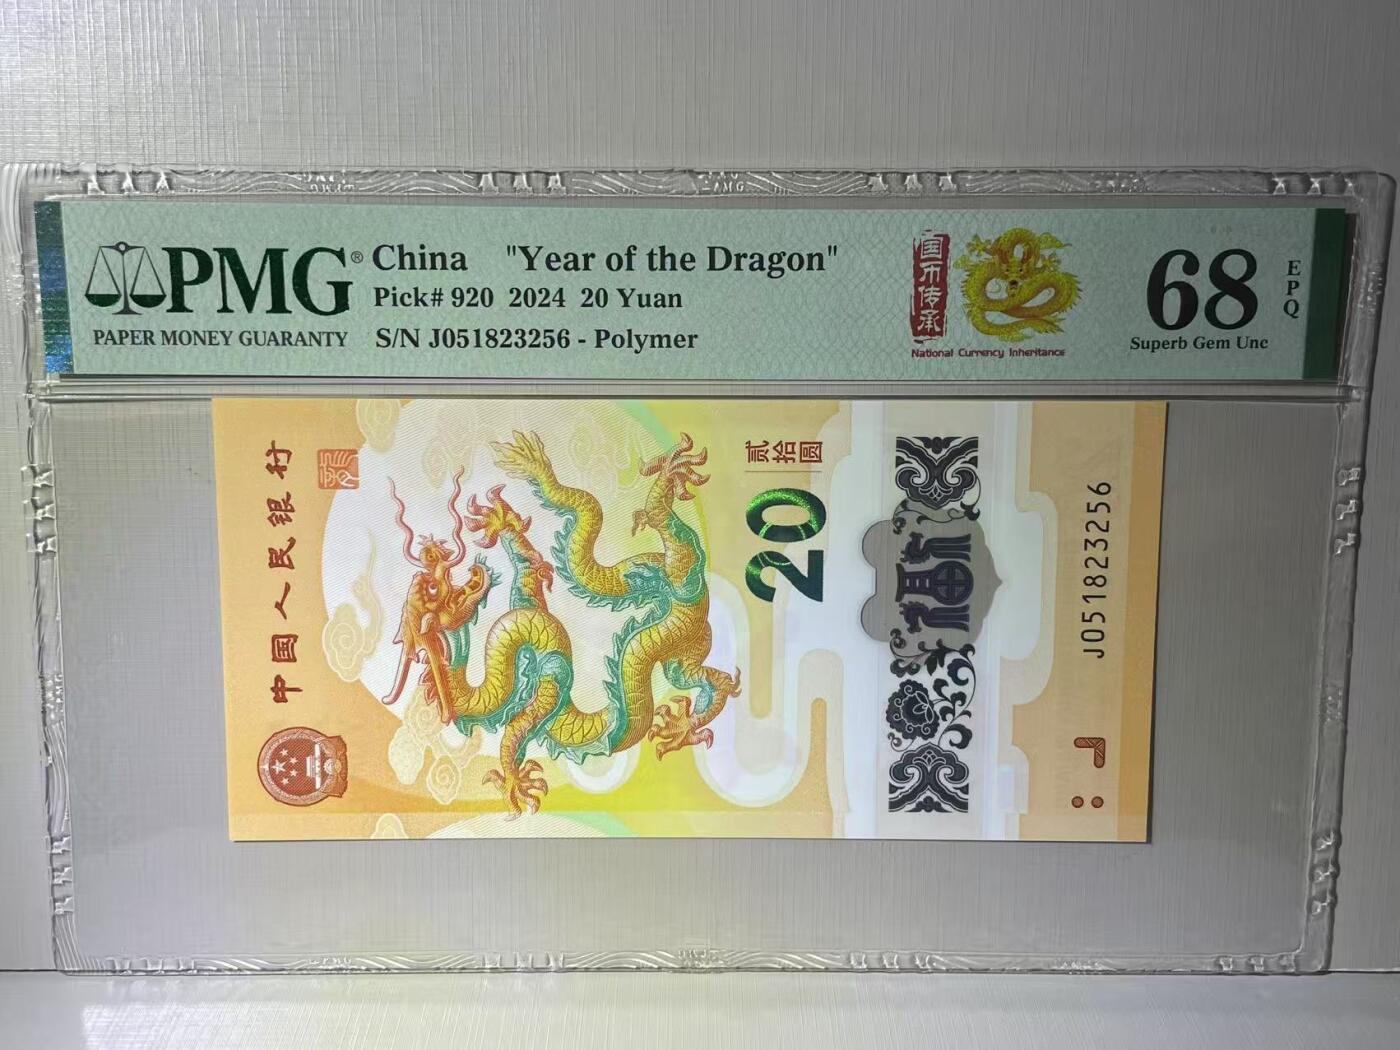 PMG®
PAPER MONEY GUARANTY
China "Year of the Dragon"
Pick# 920 2024 20 Yuan
S/N J051823256 - Polymer
国币传承
National Currency Inheritance
68
EPQ
Superb Gem Unc
中国人民银行
贰拾圆
20
J051823256